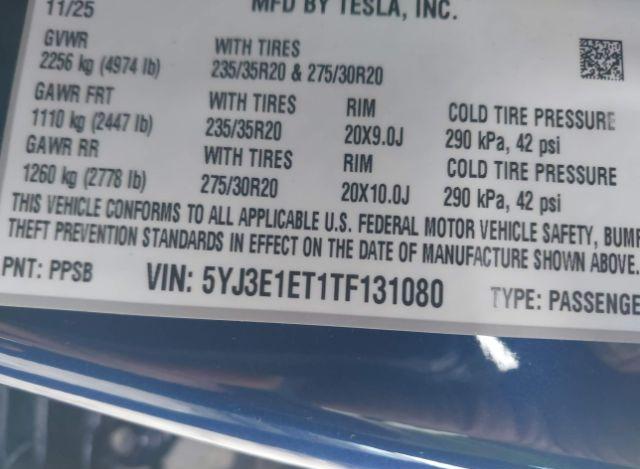 11/25 MFD BY TESLA, INC.
GVWR
2256 kg (4974 lb)
WITH TIRES
235/35R20 & 275/30R20
GAWR FRT
1110 kg (2447 lb)
WITH TIRES
235/35R20
RIM
20X9.0J
COLD TIRE PRESSURE
290 kPa, 42 psi
GAWR RR
1260 kg (2778 lb)
WITH TIRES
275/30R20
RIM
20X10.0J
COLD TIRE PRESSURE
290 kPa, 42 psi
THIS VEHICLE CONFORMS TO ALL APPLICABLE U.S. FEDERAL MOTOR VEHICLE SAFETY, BUMP
THEFT PREVENTION STANDARDS IN EFFECT ON THE DATE OF MANUFACTURE SHOWN ABOVE.
PNT: PPSB VIN: 5YJ3E1ET1TF131080 TYPE: PASSENGE